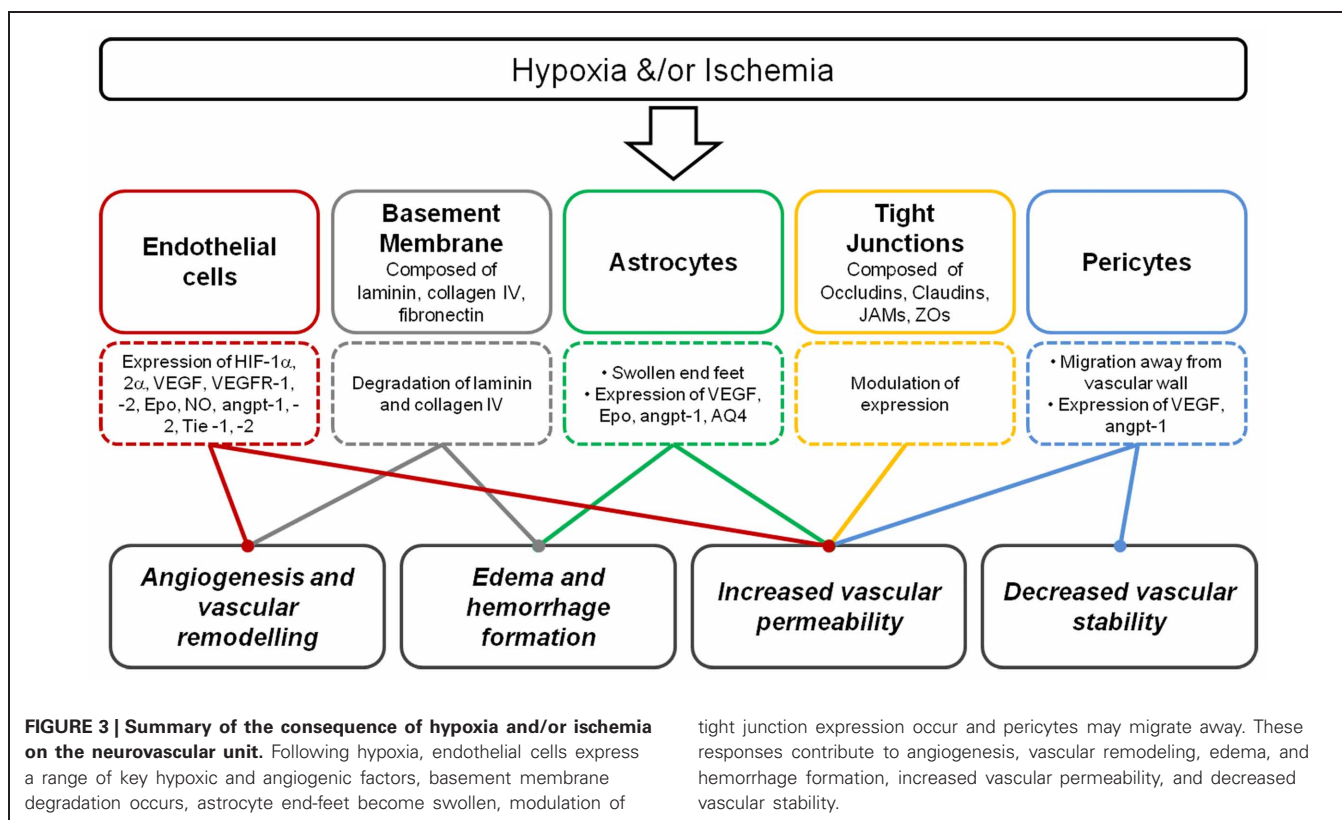 Hypoxia &/or Ischemia
Endothelial
cells
Basement
Membrane
Composed of
laminin, collagen IV,
fibronectin
Astrocytes
Tight
Junctions
Composed of
Occludins, Claudins,
JAMs, ZOs
Pericytes
Expression of HIF-1α,
2α, VEGF, VEGFR-1,
-2, Epo, NO, angpt-1, -
2, Tie -1, -2
Degradation of laminin
and collagen IV
• Swollen end feet
• Expression of VEGF,
Epo, angpt-1, AQ4
Modulation of
expression
• Migration away from
vascular wall
• Expression of VEGF,
angpt-1
Angiogenesis and
vascular
remodelling
Edema and
hemorrhage
formation
Increased vascular
permeability
Decreased vascular
stability
FIGURE 3 | Summary of the consequence of hypoxia and/or ischemia
on the neurovascular unit. Following hypoxia, endothelial cells express
a range of key hypoxic and angiogenic factors, basement membrane
degradation occurs, astrocyte end-feet become swollen, modulation of
tight junction expression occur and pericytes may migrate away. These
responses contribute to angiogenesis, vascular remodeling, edema, and
hemorrhage formation, increased vascular permeability, and decreased
vascular stability.